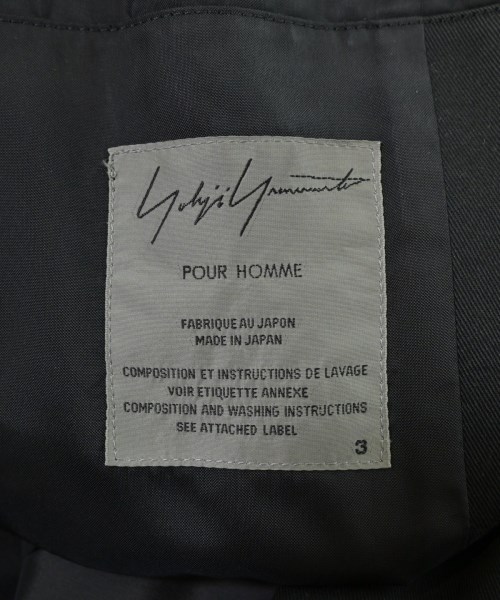 Yohji Yamamoto
POUR HOMME
FABRIQUE AU JAPON
MADE IN JAPAN
COMPOSITION ET INSTRUCTIONS DE LAVAGE
VOIR ETIQUETTE ANNEXE
COMPOSITION AND WASHING INSTRUCTIONS
SEE ATTACHED LABEL
3